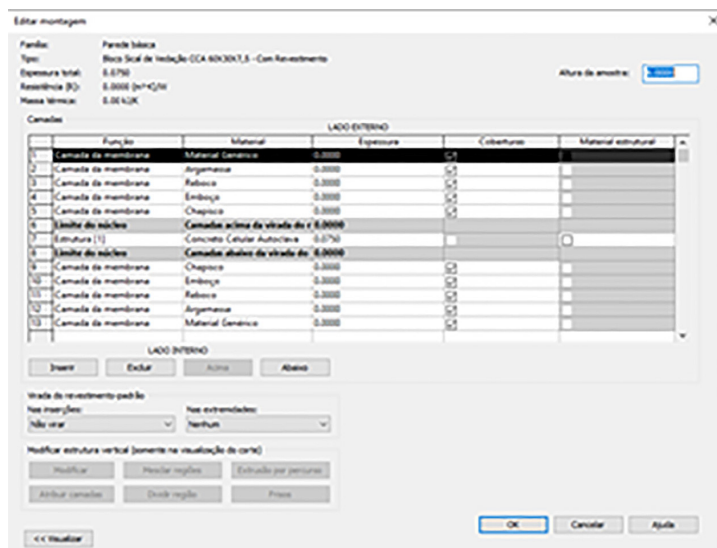 Editar montagem
Família: Parede básica
Tipo: Bloco Sical de Vedação CCA 60X30X7,5 - Com Revestimento
Espessura total: 0.0750
Resistência (R): 0.0000 (m²·K)/W
Massa térmica: 0.00 kJ/K
Altura da amostra:
Camadas
LADO EXTERNO
Função Material Espessura Coberturas Material estrutural
1 Camada da membrana Material Genérico 0.0000
2 Camada da membrana Argamassa 0.0000
3 Camada da membrana Reboco 0.0000
4 Camada da membrana Emboço 0.0000
5 Camada da membrana Chapisco 0.0000
6 Limite do núcleo Camadas acima da virada do r 0.0000
7 Estrutura [1] Concreto Celular Autoclava 0.0750
8 Limite do núcleo Camadas abaixo da virada do 0.0000
9 Camada da membrana Chapisco 0.0000
10 Camada da membrana Emboço 0.0000
11 Camada da membrana Reboco 0.0000
12 Camada da membrana Argamassa 0.0000
13 Camada da membrana Material Genérico 0.0000
LADO INTERNO
Inserir Excluir Acima Abaixo
Virada do revestimento-padrão
Nas inserções: Nas extremidades:
Não virar Nenhum
Modificar estrutura vertical (somente na visualização do corte)
Modificar Mesclar regiões Extrusão por percurso
Atribuir camadas Dividir região Frisos
OK Cancelar Ajuda
<< Visualizar